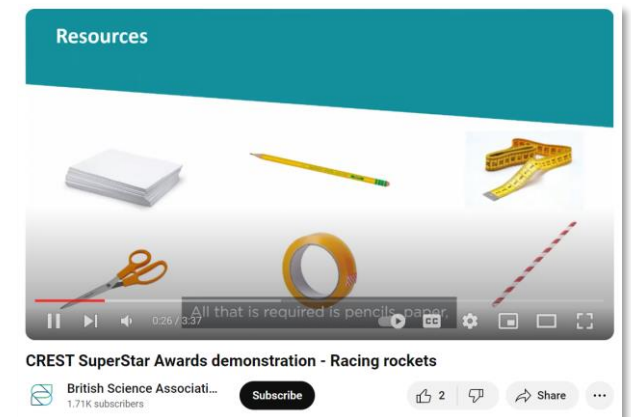 Resources
All that is required is pencils, paper,
0:26 / 3:37
CC
CREST SuperStar Awards demonstration - Racing rockets
British Science Associati...
1.71K subscribers
Subscribe
2
Share